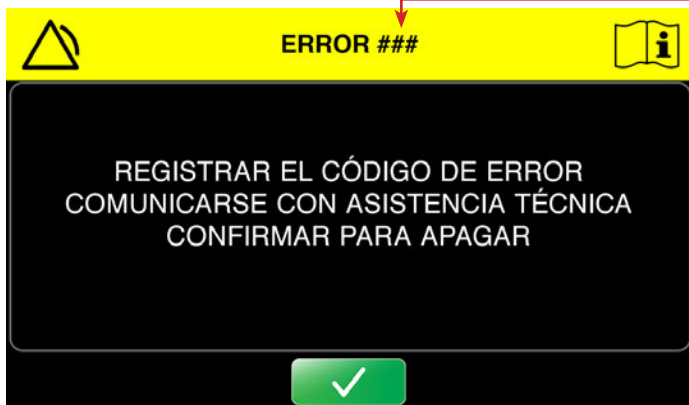 ERROR ###
REGISTRAR EL CÓDIGO DE ERROR
COMUNICARSE CON ASISTENCIA TÉCNICA
CONFIRMAR PARA APAGAR